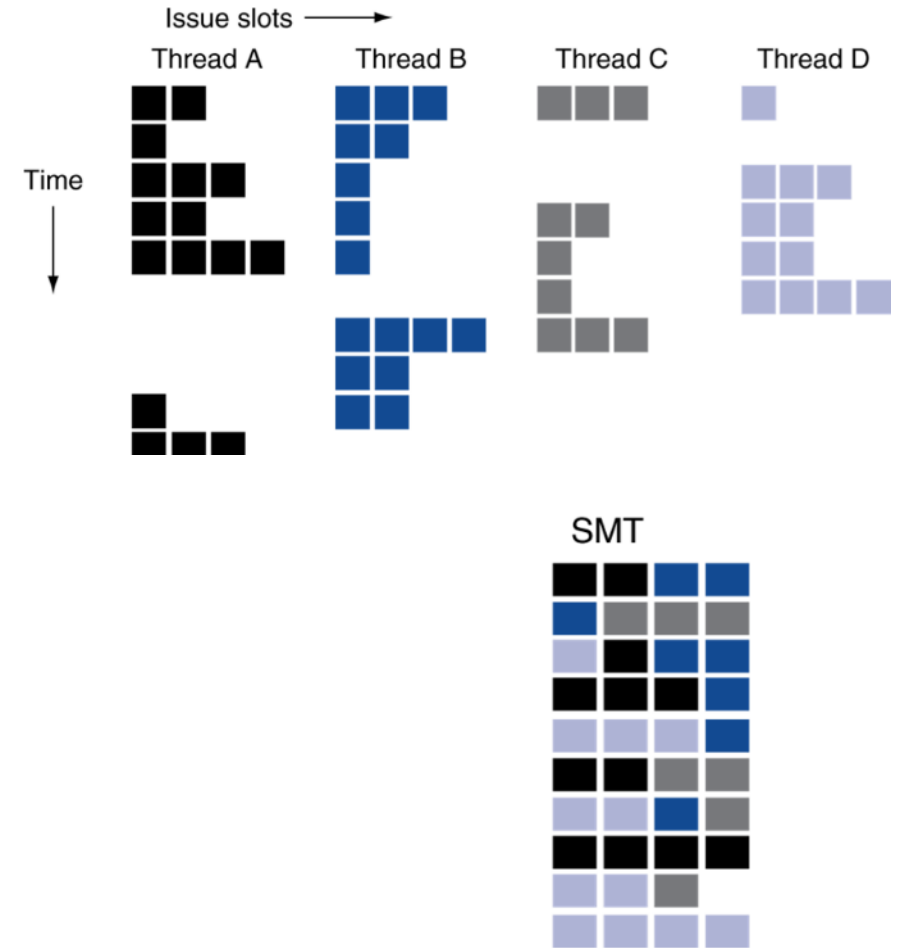 Issue slots
Thread A
Thread B
Thread C
Thread D
Time
SMT